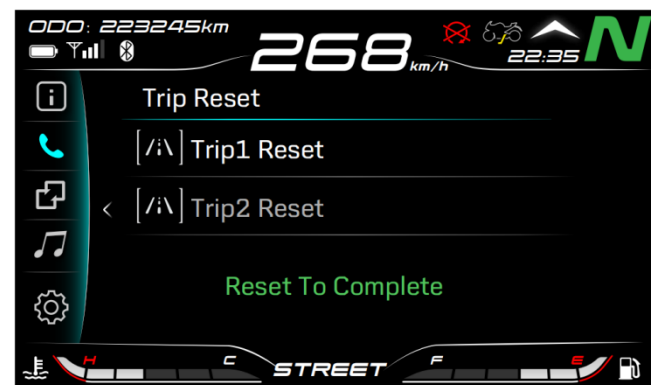 ODO: 223245km
268 km/h
22:35 N
Trip Reset
Trip1 Reset
Trip2 Reset
Reset To Complete
H C STREET F E